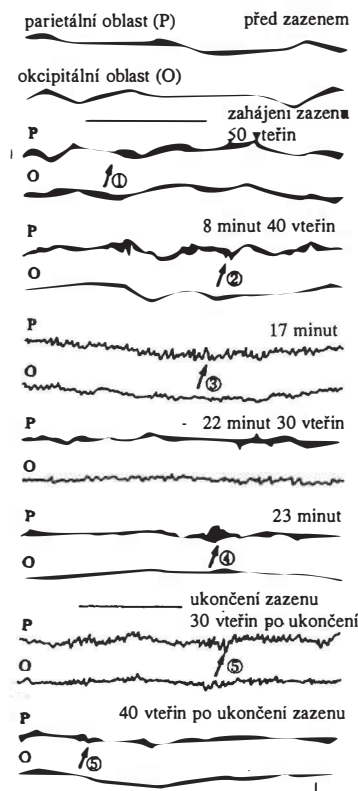 parietální oblast (P) před zazenem
okcipitální oblast (O)
zahájení zazenu
P 50 vteřin
O ①
P 8 minut 40 vteřin
O ②
P 17 minut
O ③
P 22 minut 30 vteřin
O
P 23 minut
O ④
ukončení zazenu
P 30 vteřin po ukončení
O ⑤
P 40 vteřin po ukončení zazenu
O ⑤